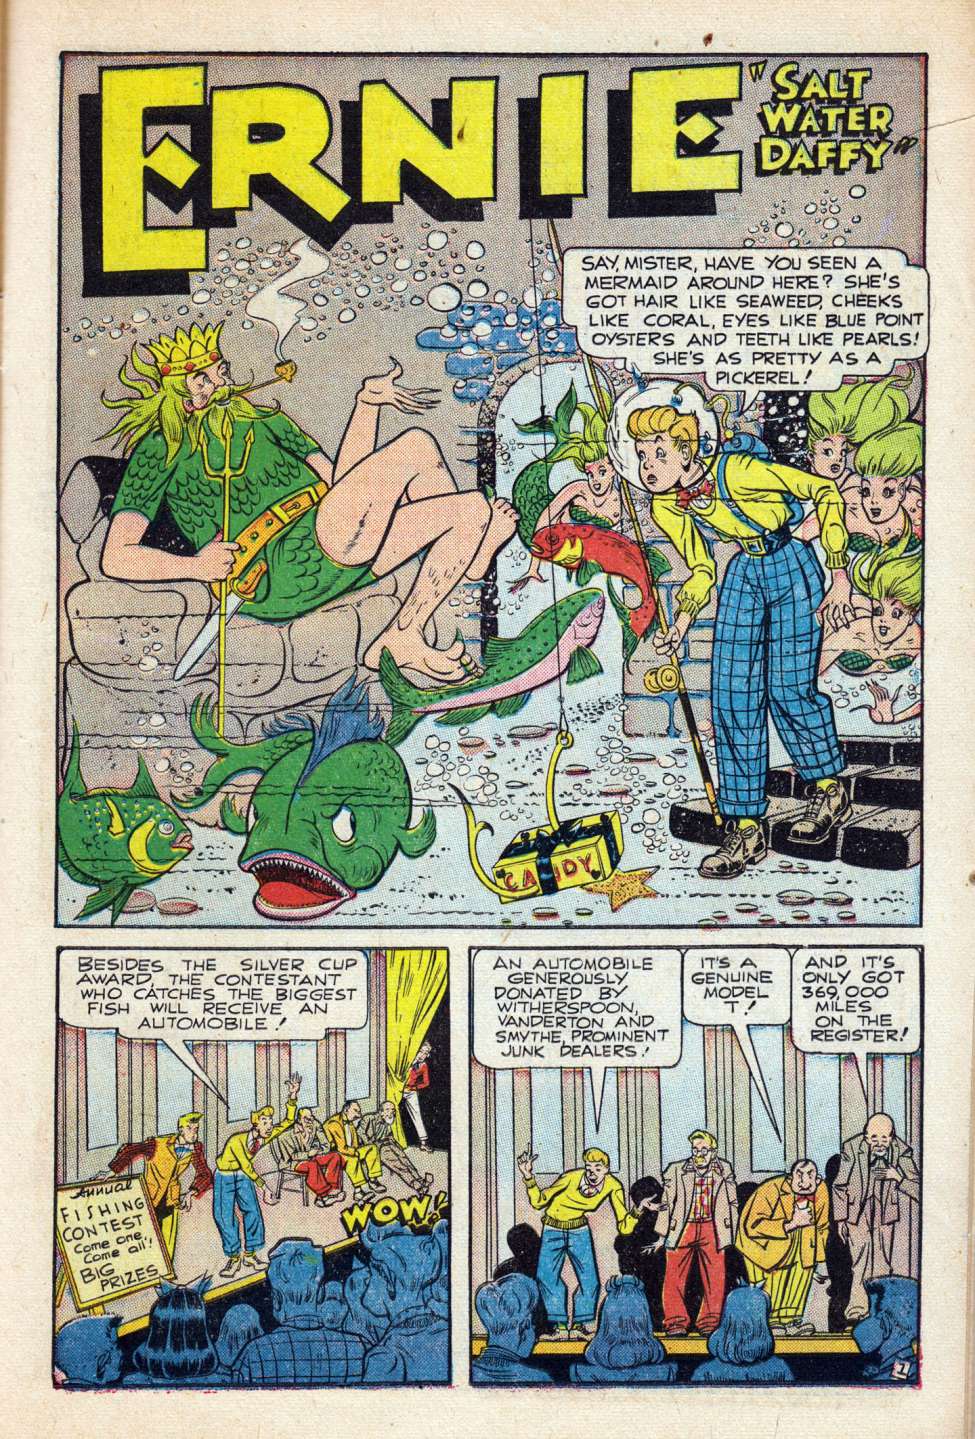 ERNIE
"SALT
WATER
DAFFY"
SAY, MISTER, HAVE YOU SEEN A
MERMAID AROUND HERE? SHE'S
GOT HAIR LIKE SEAWEED, CHEEKS
LIKE CORAL, EYES LIKE BLUE POINT
OYSTERS AND TEETH LIKE PEARLS!
SHE'S AS PRETTY AS A
PICKEREL!
CANDY
BESIDES THE SILVER CUP
AWARD, THE CONTESTANT
WHO CATCHES THE BIGGEST
FISH WILL RECEIVE AN
AUTOMOBILE!
Annual
FISHING
CONTEST
Come one,
Come all!
BIG
PRIZES
WOW!
AN AUTOMOBILE
GENEROUSLY
DONATED BY
WITHERSPOON,
VANDERTON AND
SMYTHE, PROMINENT
JUNK DEALERS!
IT'S A
GENUINE
MODEL
T!
AND IT'S
ONLY GOT
369,000
MILES
ON THE
REGISTER!
1